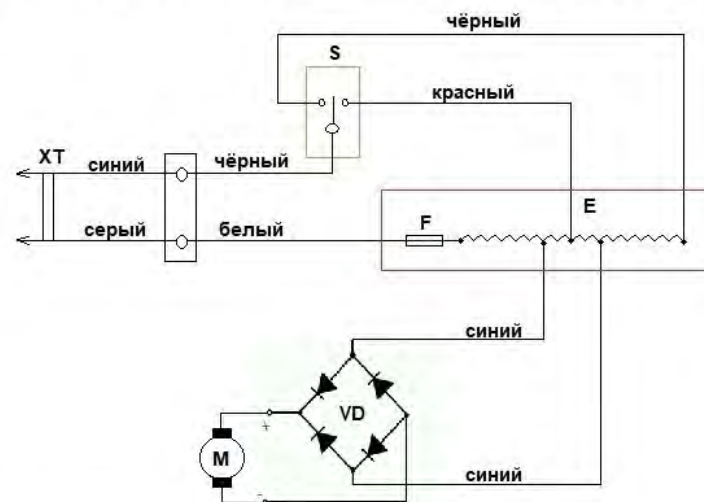 чёрный
S
красный
XT
синий
чёрный
E
серый
белый
F
синий
VD
+
M
-
синий